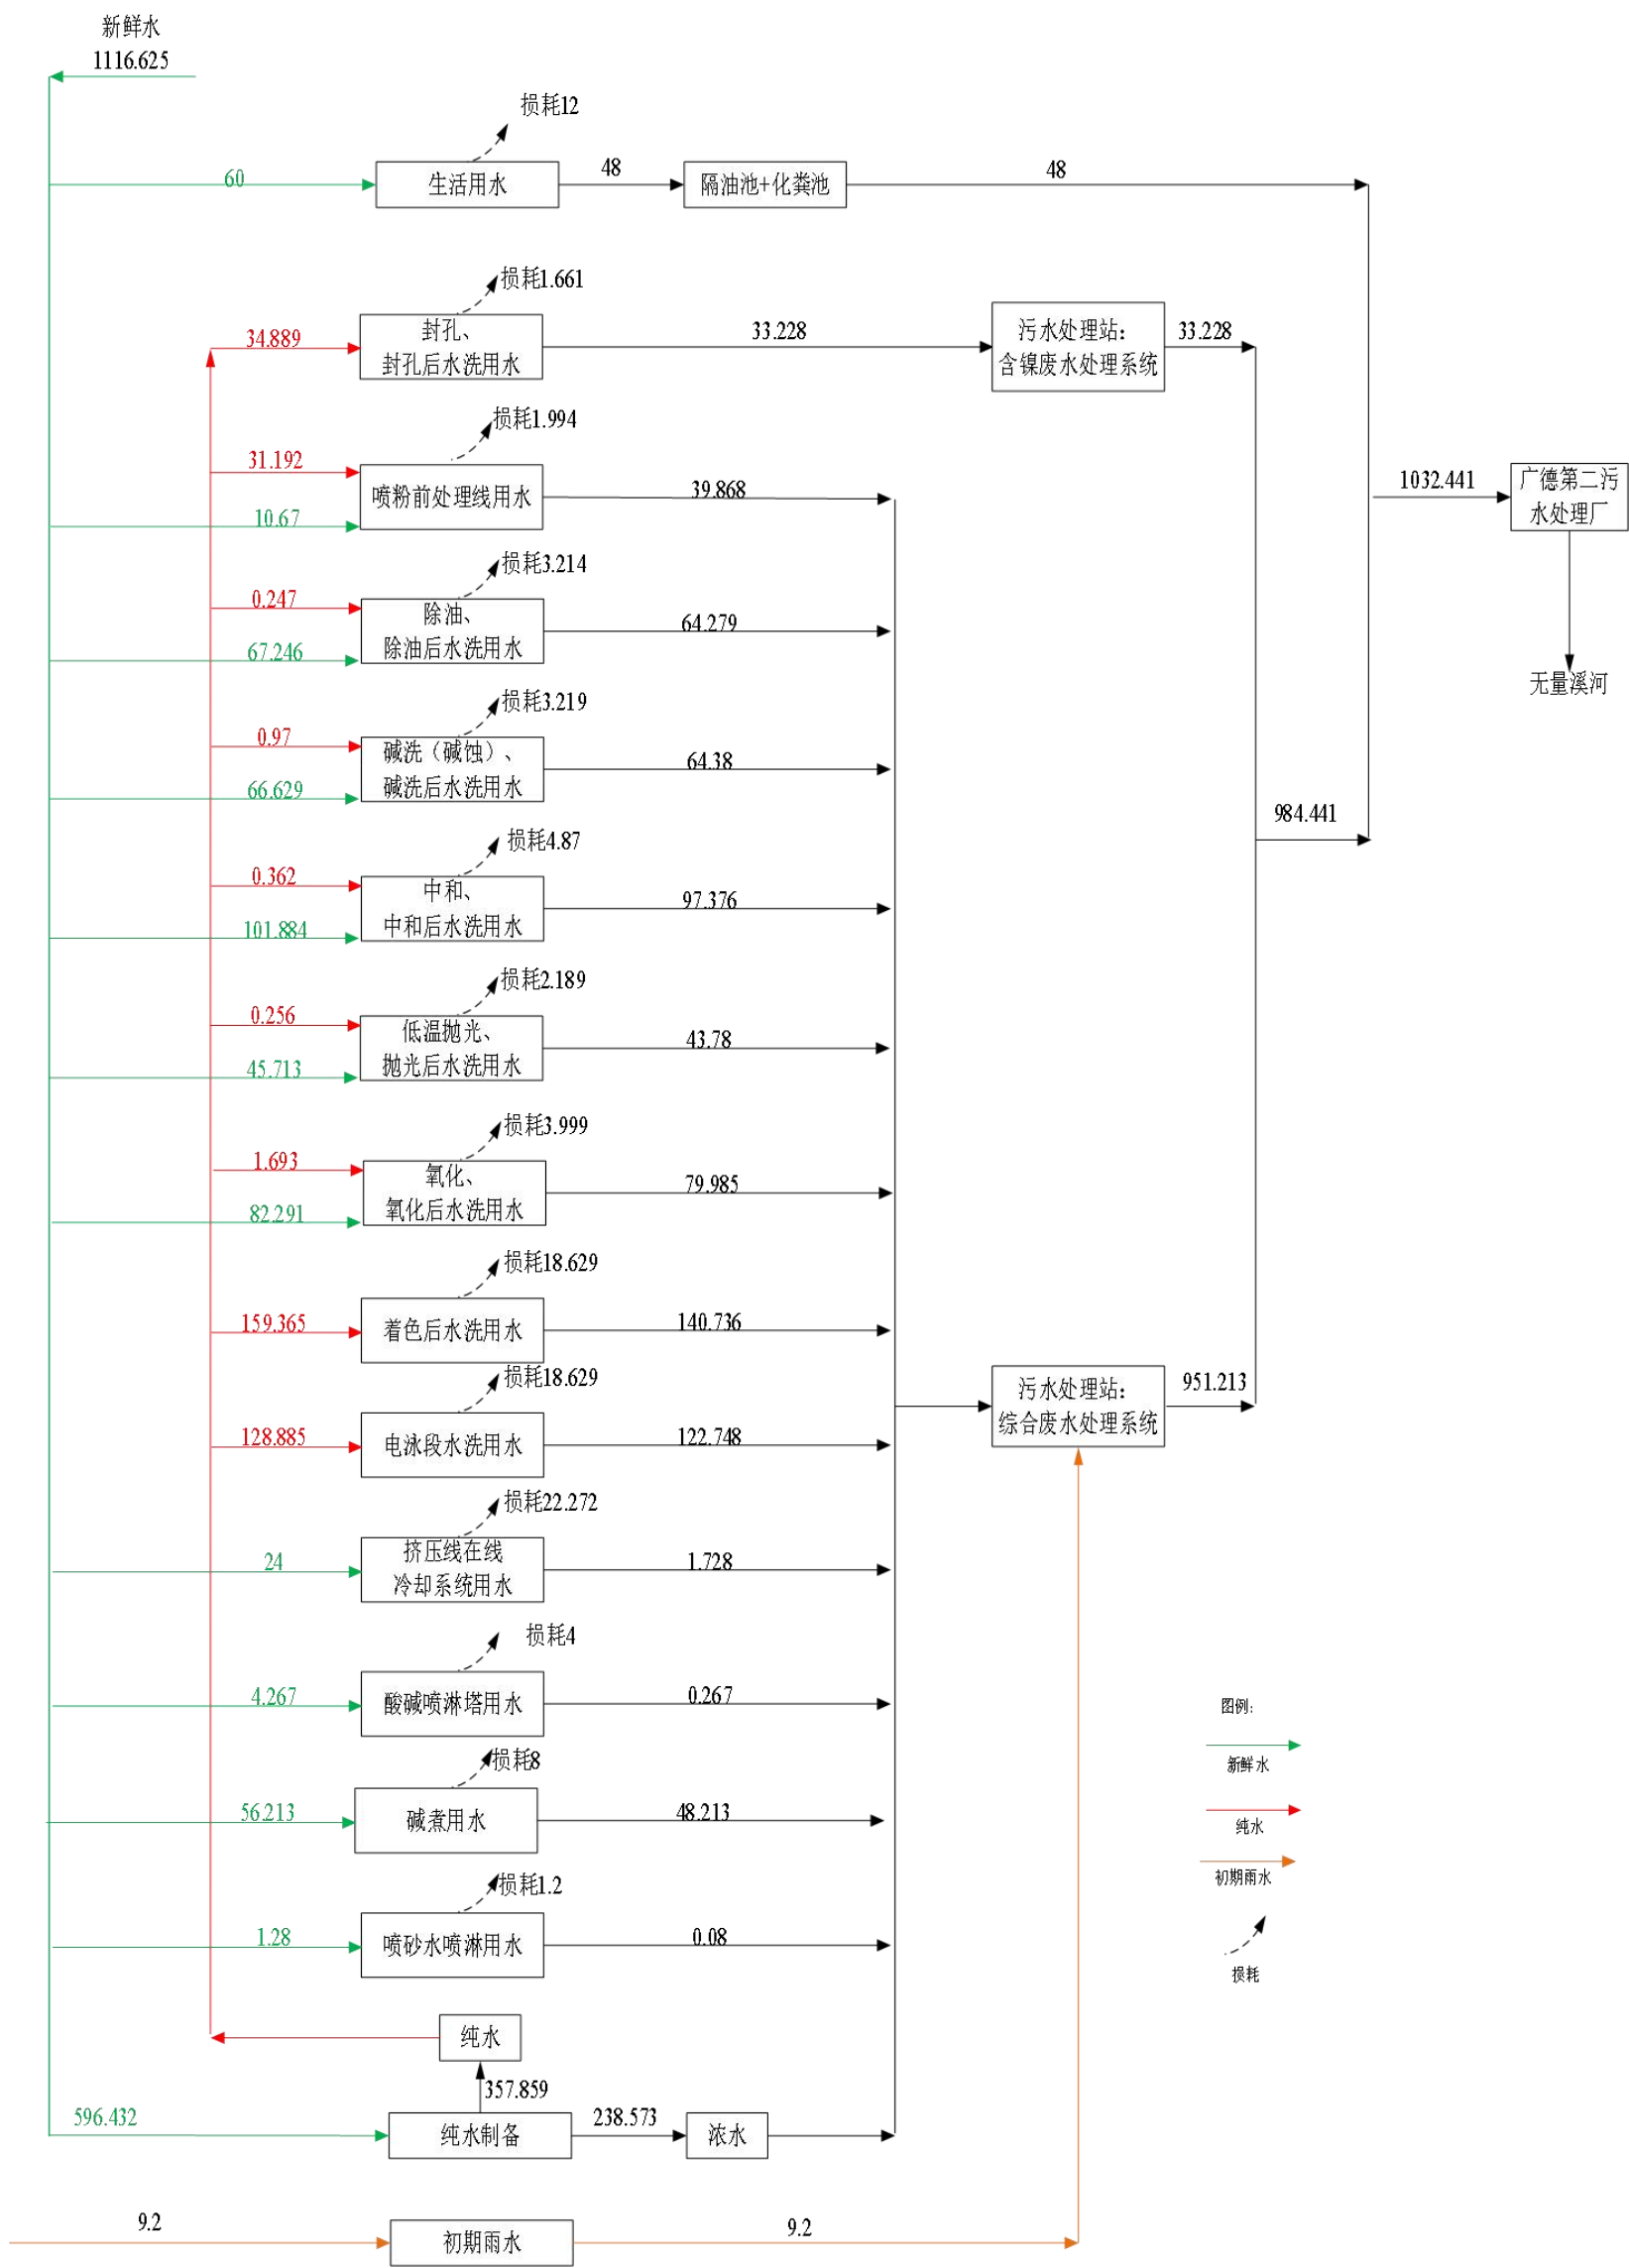 新鲜水
1116.625
损耗12
60
生活用水
48
隔油池+化粪池
48
损耗1.661
34.889
封孔、
封孔后水洗用水
33.228
污水处理站：
含镍废水处理系统
33.228
损耗1.994
31.192
喷粉前处理线用水
10.67
39.868
1032.441
广德第二污
水处理厂
无量溪河
损耗3.214
0.247
除油、
除油后水洗用水
67.246
64.279
损耗3.219
0.97
碱洗（碱蚀）、
碱洗后水洗用水
66.629
64.38
984.441
损耗4.87
0.362
中和、
中和后水洗用水
101.884
97.376
损耗2.189
0.256
低温抛光、
抛光后水洗用水
45.713
43.78
损耗3.999
1.693
氧化、
氧化后水洗用水
82.291
79.985
损耗18.629
159.365
着色后水洗用水
140.736
损耗18.629
128.885
电泳段水洗用水
122.748
污水处理站：
综合废水处理系统
951.213
损耗22.272
24
挤压线在线
冷却系统用水
1.728
损耗4
4.267
酸碱喷淋塔用水
0.267
损耗8
56.213
碱煮用水
48.213
损耗1.2
1.28
喷砂水喷淋用水
0.08
纯水
357.859
596.432
纯水制备
238.573
浓水
9.2
初期雨水
9.2
图例：
新鲜水
纯水
初期雨水
损耗